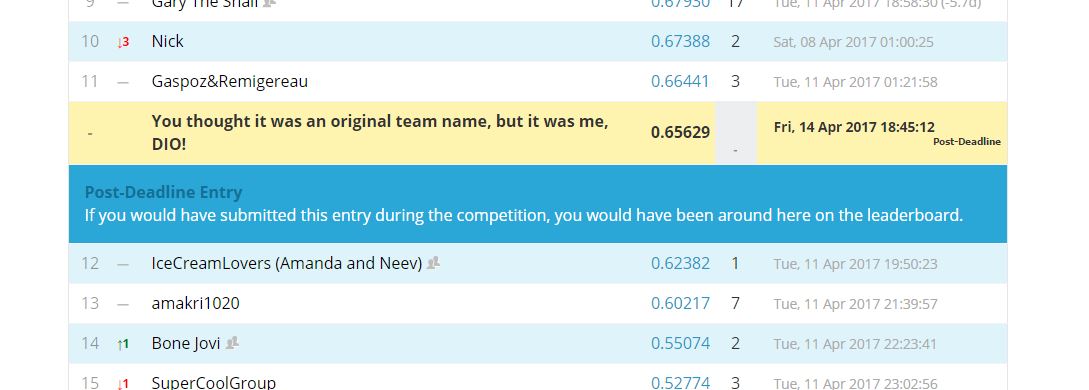 9 — Gary The Snail 0.67930 17 Tue, 11 Apr 2017 18:58:30 (-5.7d)
10 ↓3 Nick 0.67388 2 Sat, 08 Apr 2017 01:00:25
11 — Gaspoz&Remigereau 0.66441 3 Tue, 11 Apr 2017 01:21:58
- You thought it was an original team name, but it was me, DIO! 0.65629 - Fri, 14 Apr 2017 18:45:12
Post-Deadline
Post-Deadline Entry
If you would have submitted this entry during the competition, you would have been around here on the leaderboard.
12 — IceCreamLovers (Amanda and Neev) 0.62382 1 Tue, 11 Apr 2017 19:50:23
13 — amakri1020 0.60217 7 Tue, 11 Apr 2017 21:39:57
14 ↑1 Bone Jovi 0.55074 2 Tue, 11 Apr 2017 22:23:41
15 ↓1 SuperCoolGroup 0.52774 3 Tue, 11 Apr 2017 23:02:56